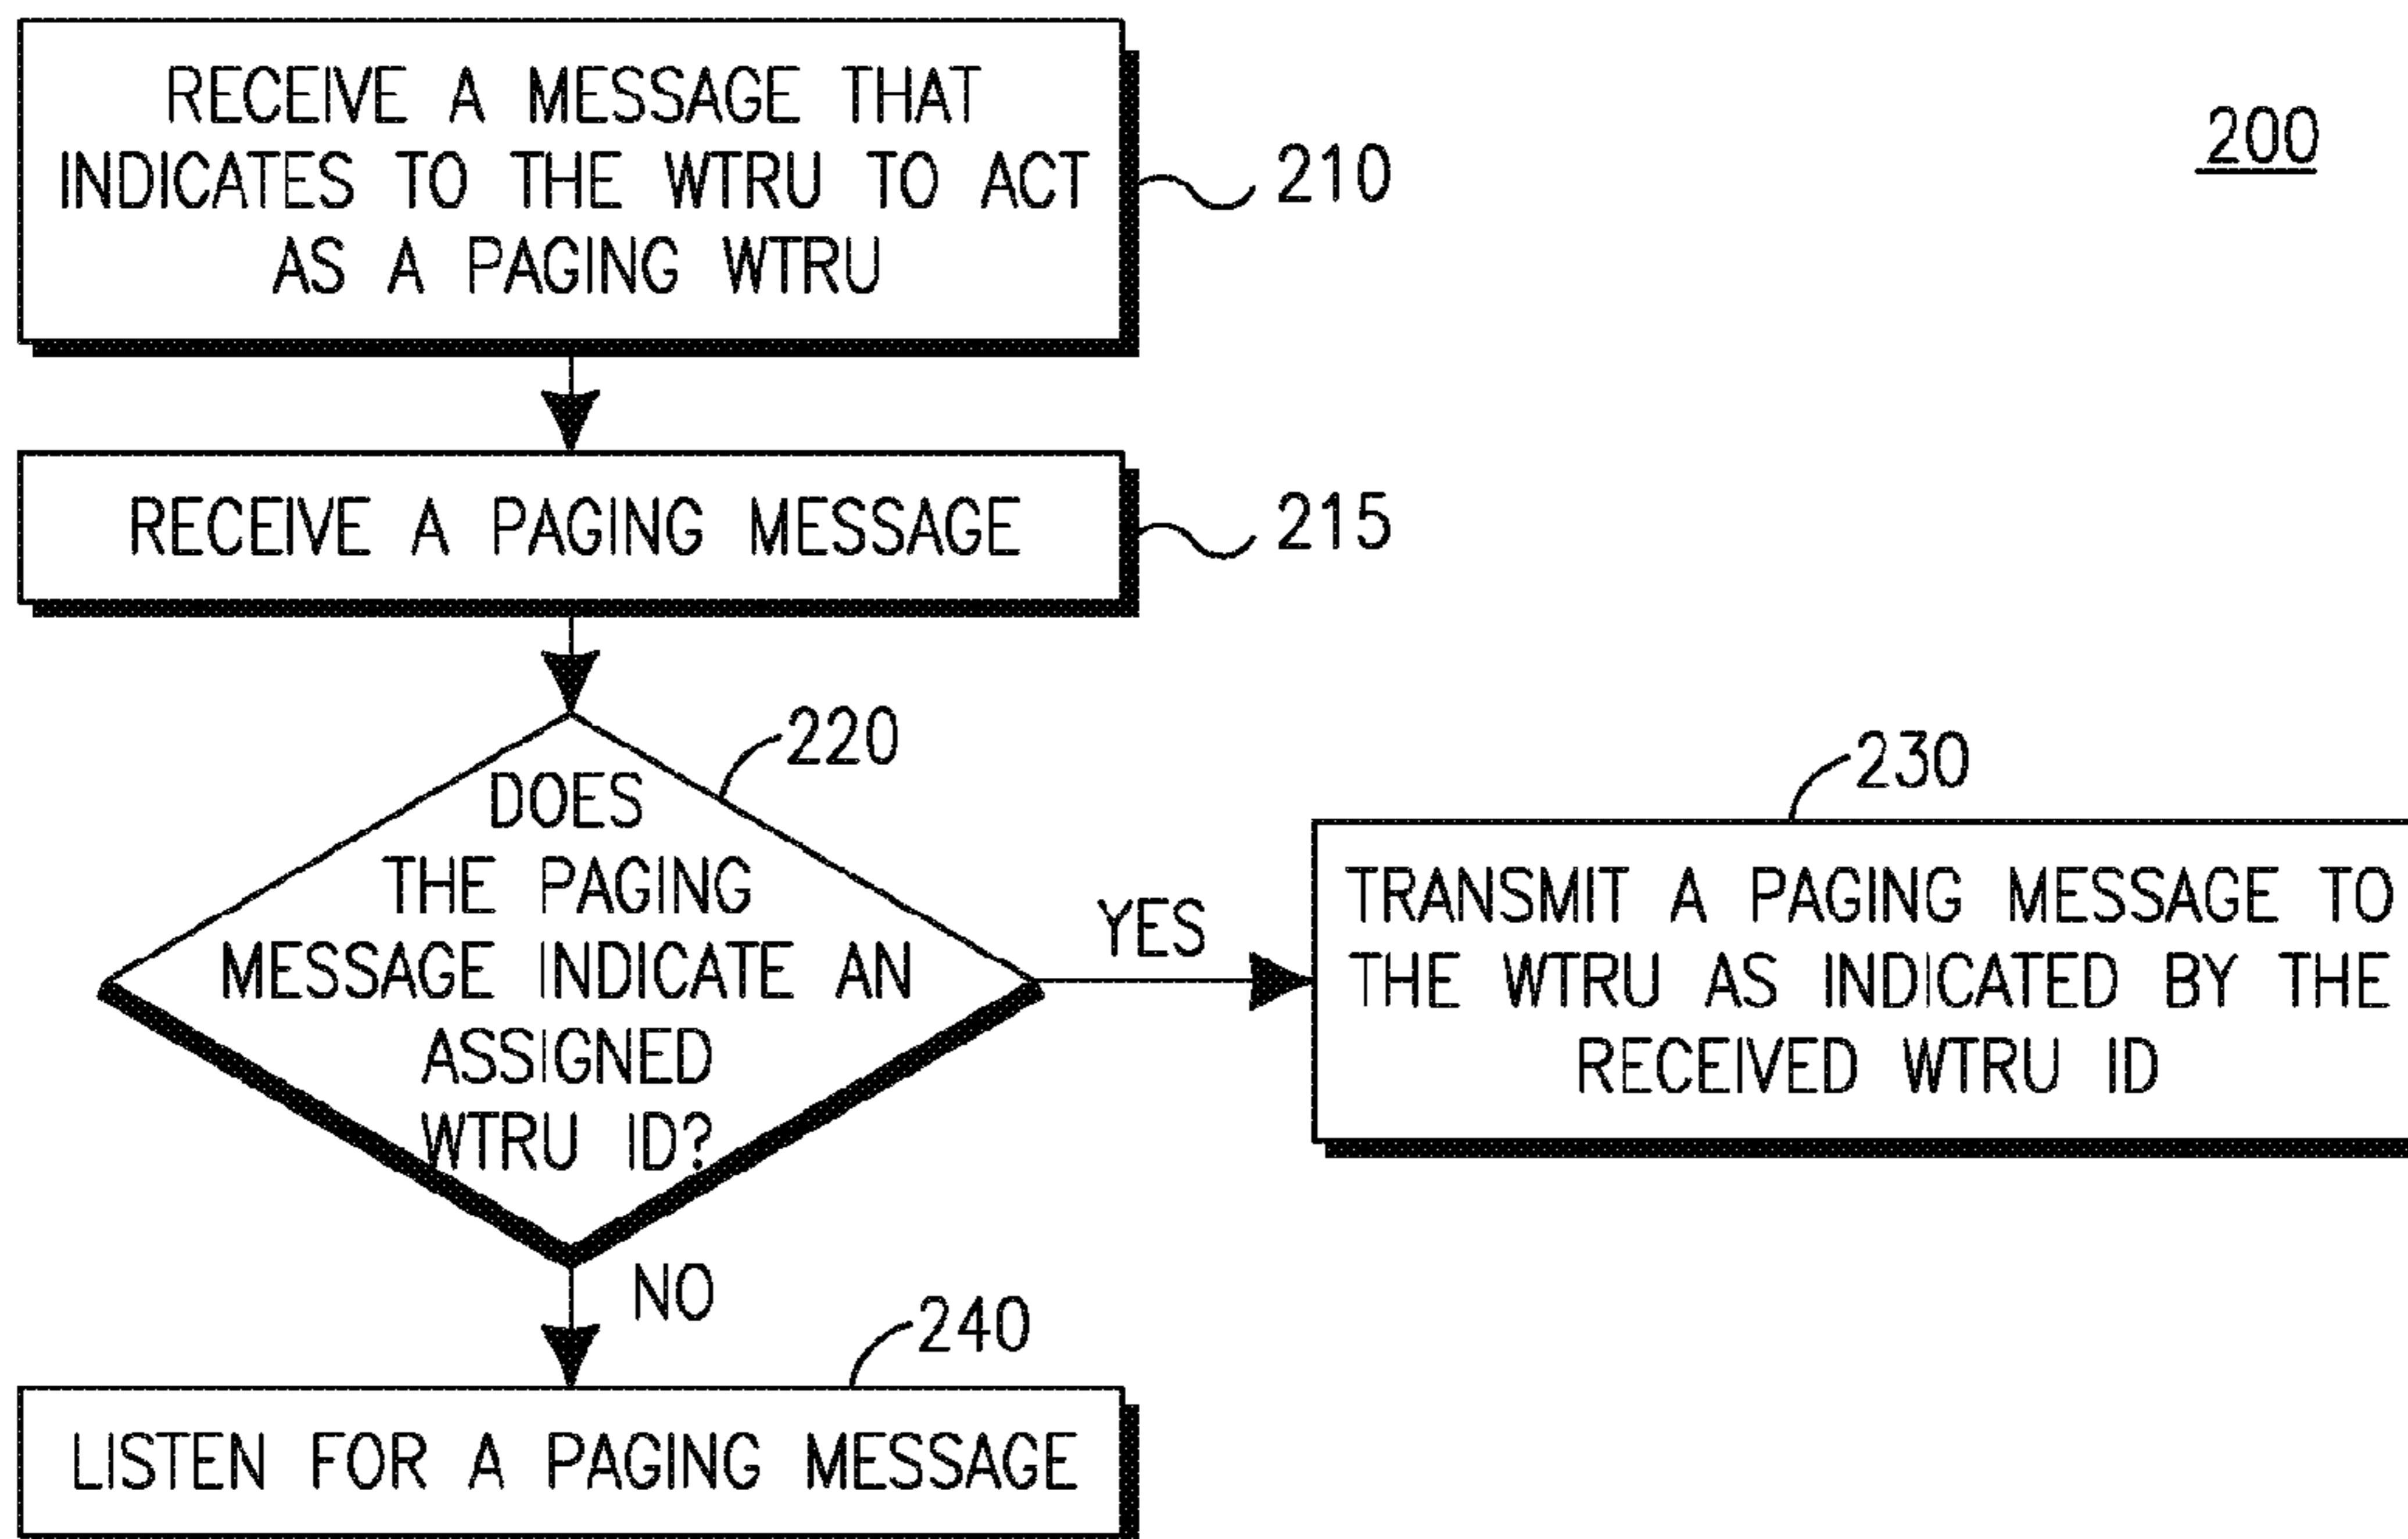 200
RECEIVE A MESSAGE THAT
INDICATES TO THE WTRU TO ACT
AS A PAGING WTRU
210
RECEIVE A PAGING MESSAGE
215
220
DOES
THE PAGING
MESSAGE INDICATE AN
ASSIGNED
WTRU ID?
YES
230
TRANSMIT A PAGING MESSAGE TO
THE WTRU AS INDICATED BY THE
RECEIVED WTRU ID
NO
240
LISTEN FOR A PAGING MESSAGE